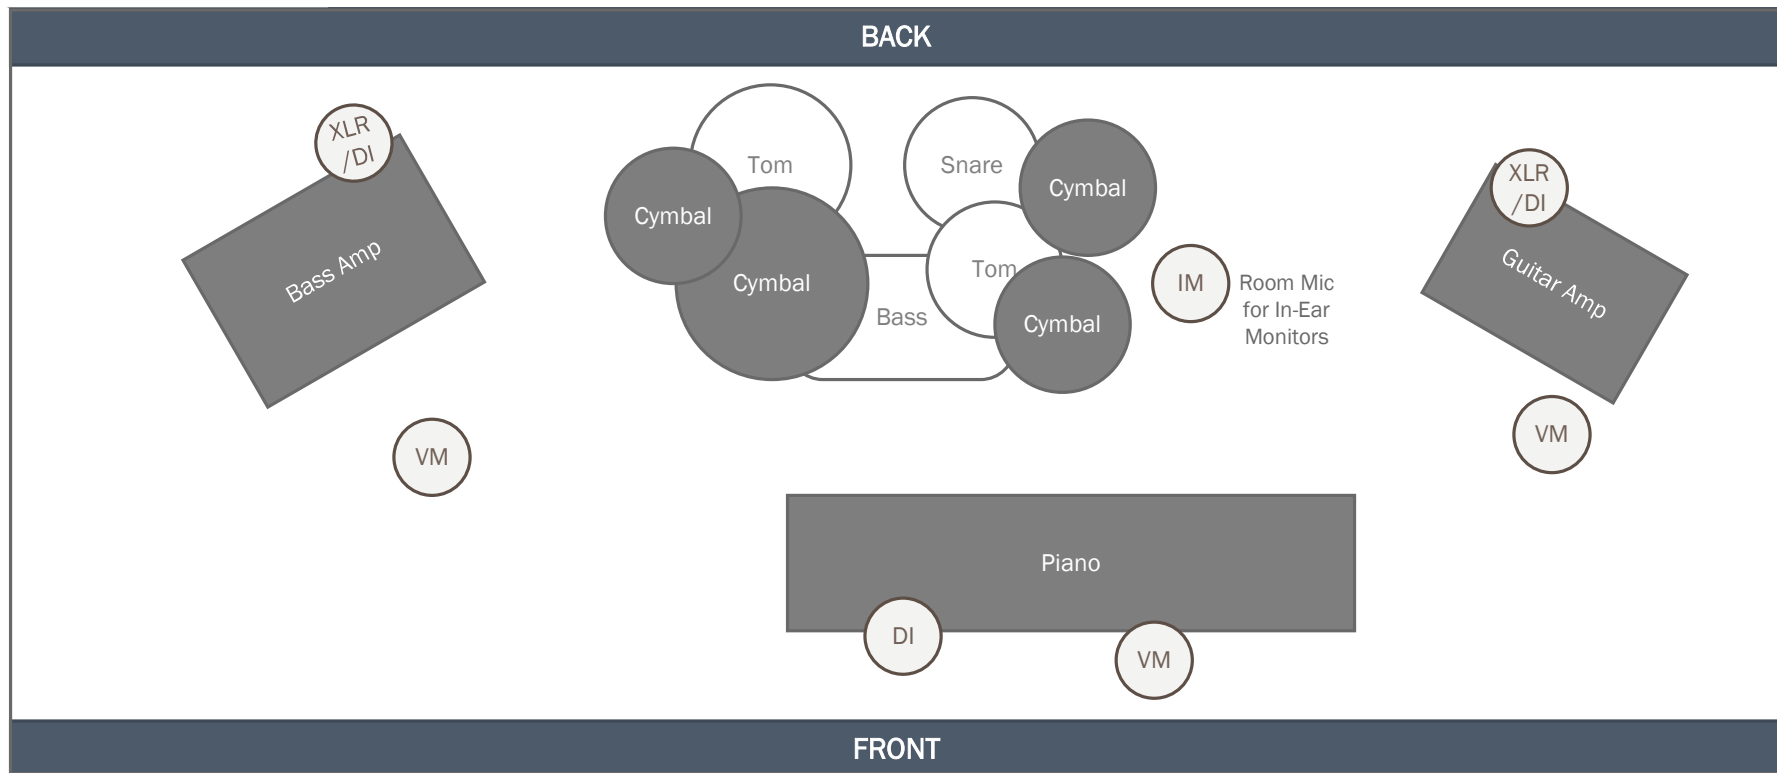 BACK
XLR
/DI
Bass Amp
Tom
Cymbal
Cymbal
Snare
Cymbal
Tom
Bass
Cymbal
IM
Room Mic
for In-Ear
Monitors
XLR
/DI
Guitar Amp
VM
VM
Piano
DI
VM
FRONT